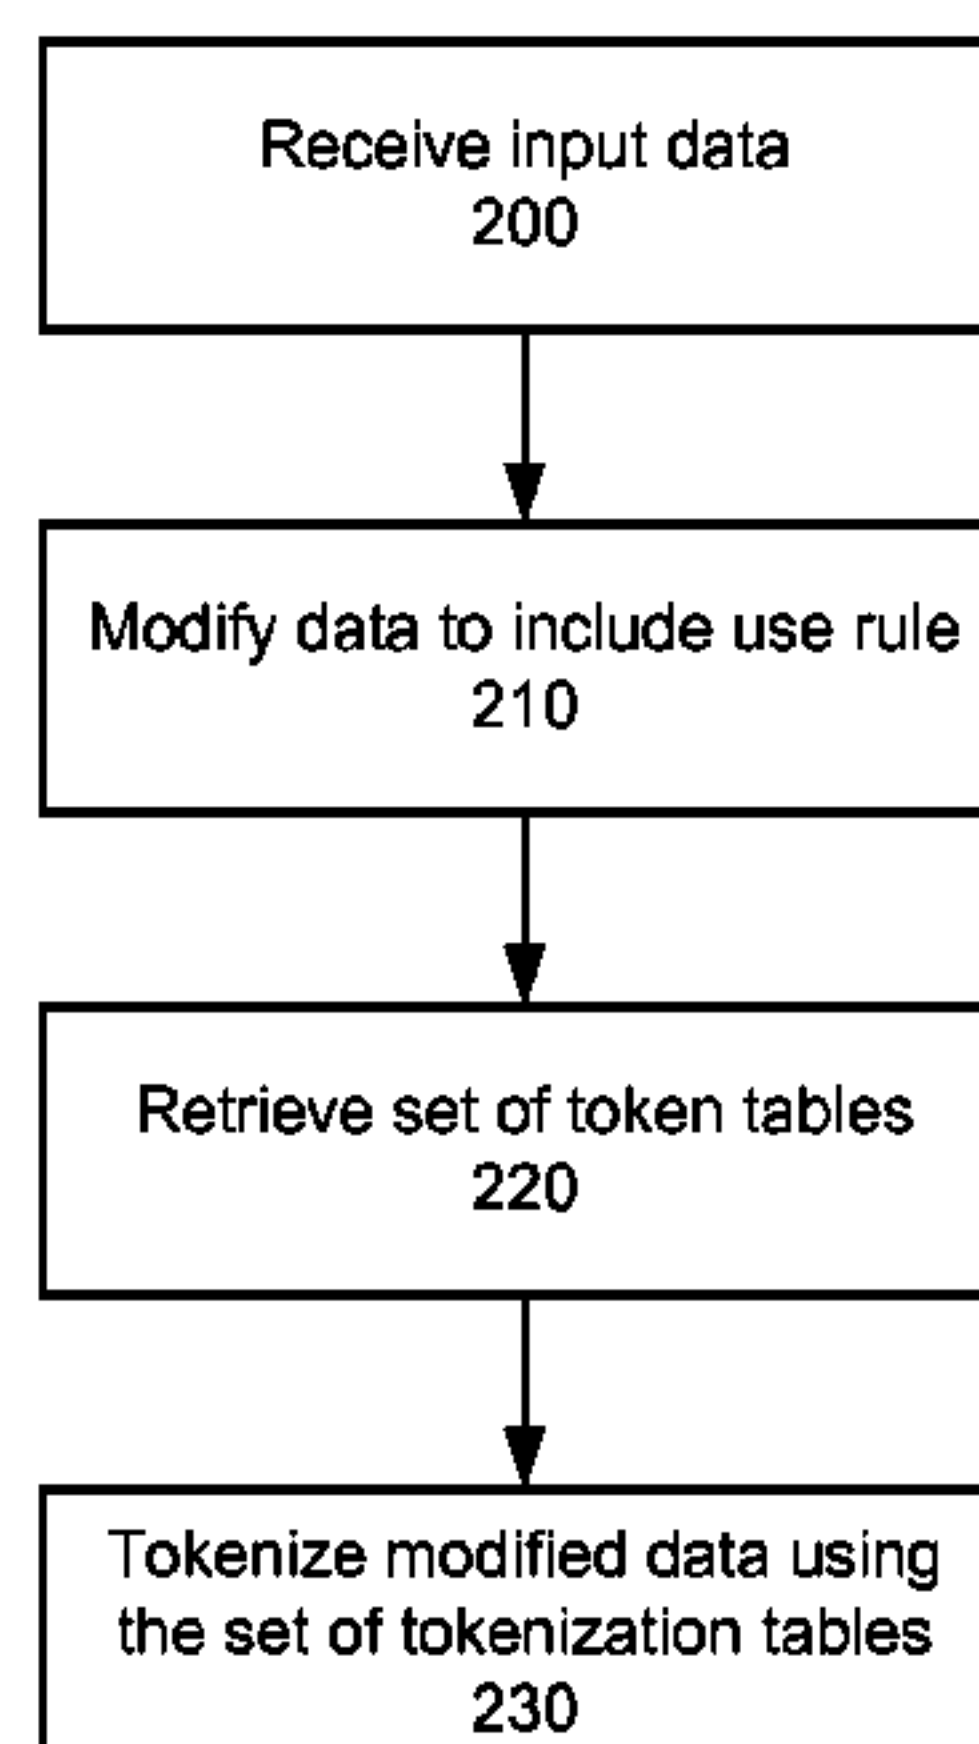 Receive input data
200
Modify data to include use rule
210
Retrieve set of token tables
220
Tokenize modified data using
the set of tokenization tables
230